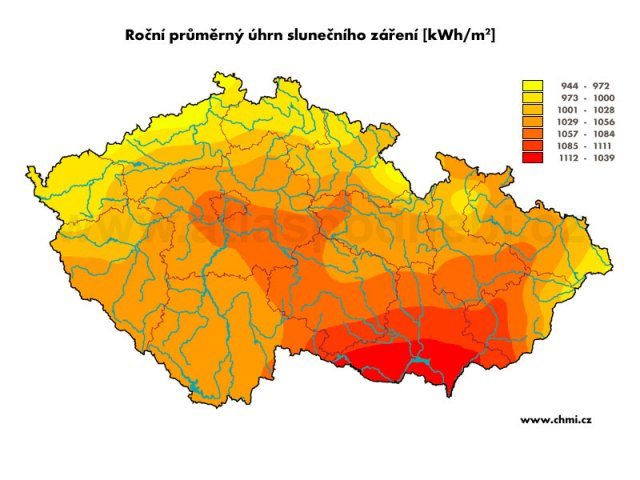 Roční průměrný úhrn slunečního záření [kWh/m²]
944 - 972
973 - 1000
1001 - 1028
1029 - 1056
1057 - 1084
1085 - 1111
1112 - 1039
www.chmi.cz